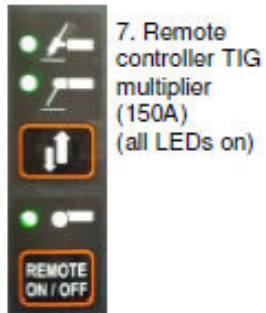 7. Remote
controller TIG
multiplier
(150A)
(all LEDs on)
REMOTE
ON / OFF